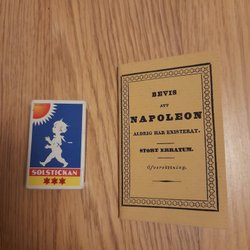 SOLSTICKAN
BEVIS
ATT
NAPOLEON
ALDRIG HAR EXISTERAT.
STORT ERRATUM.
Öfversättning.